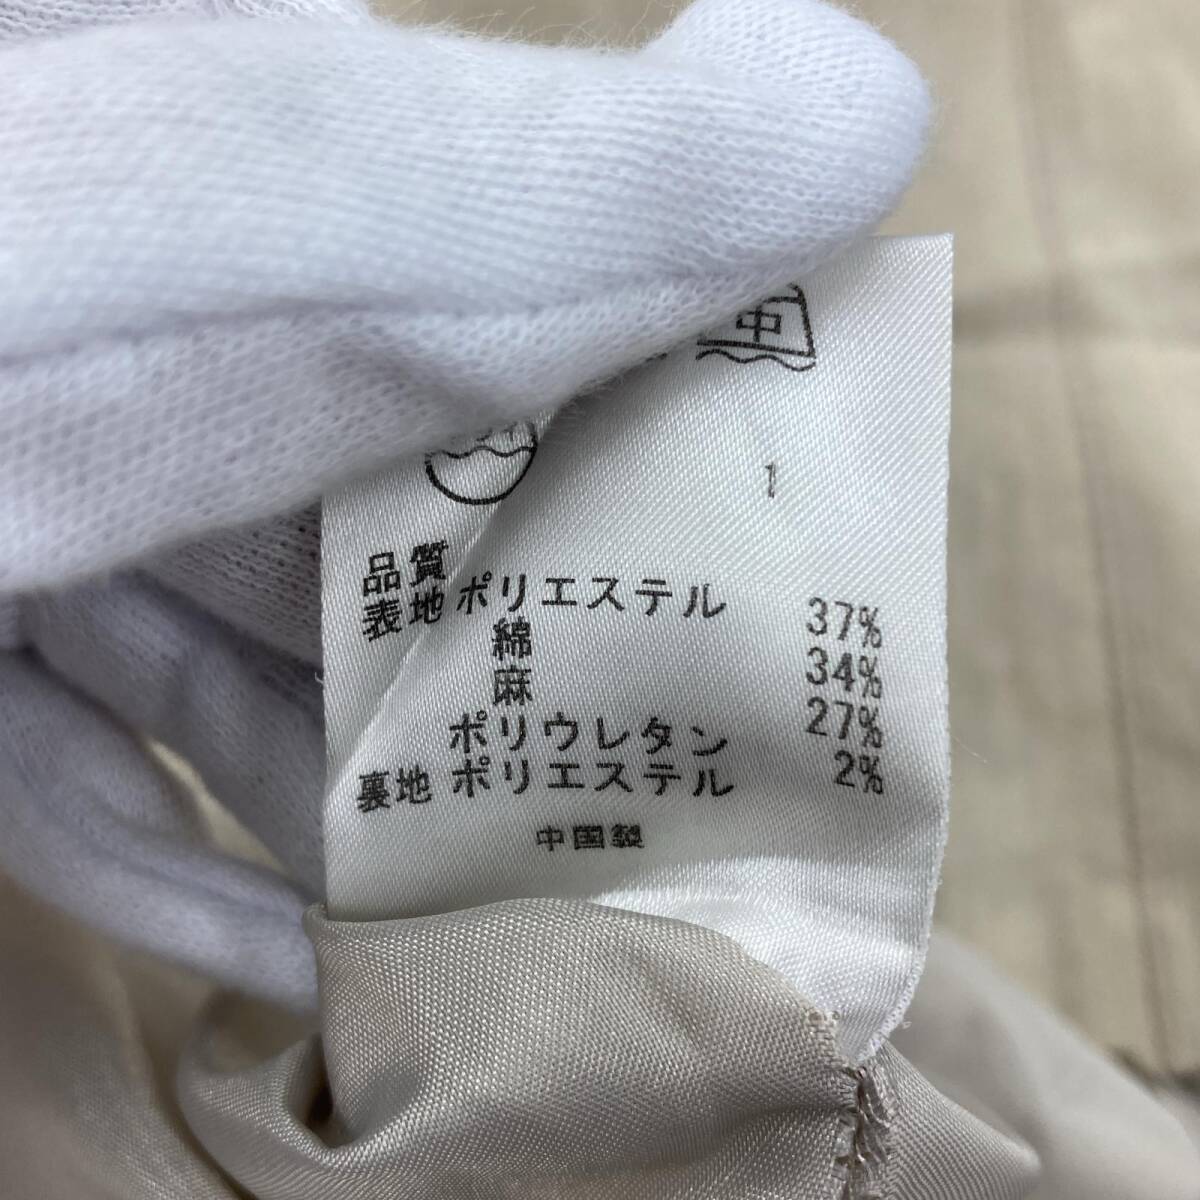 中
1
品質
表地 ポリエステル 37%
綿 34%
麻 27%
ポリウレタン 2%
裏地 ポリエステル
中国製